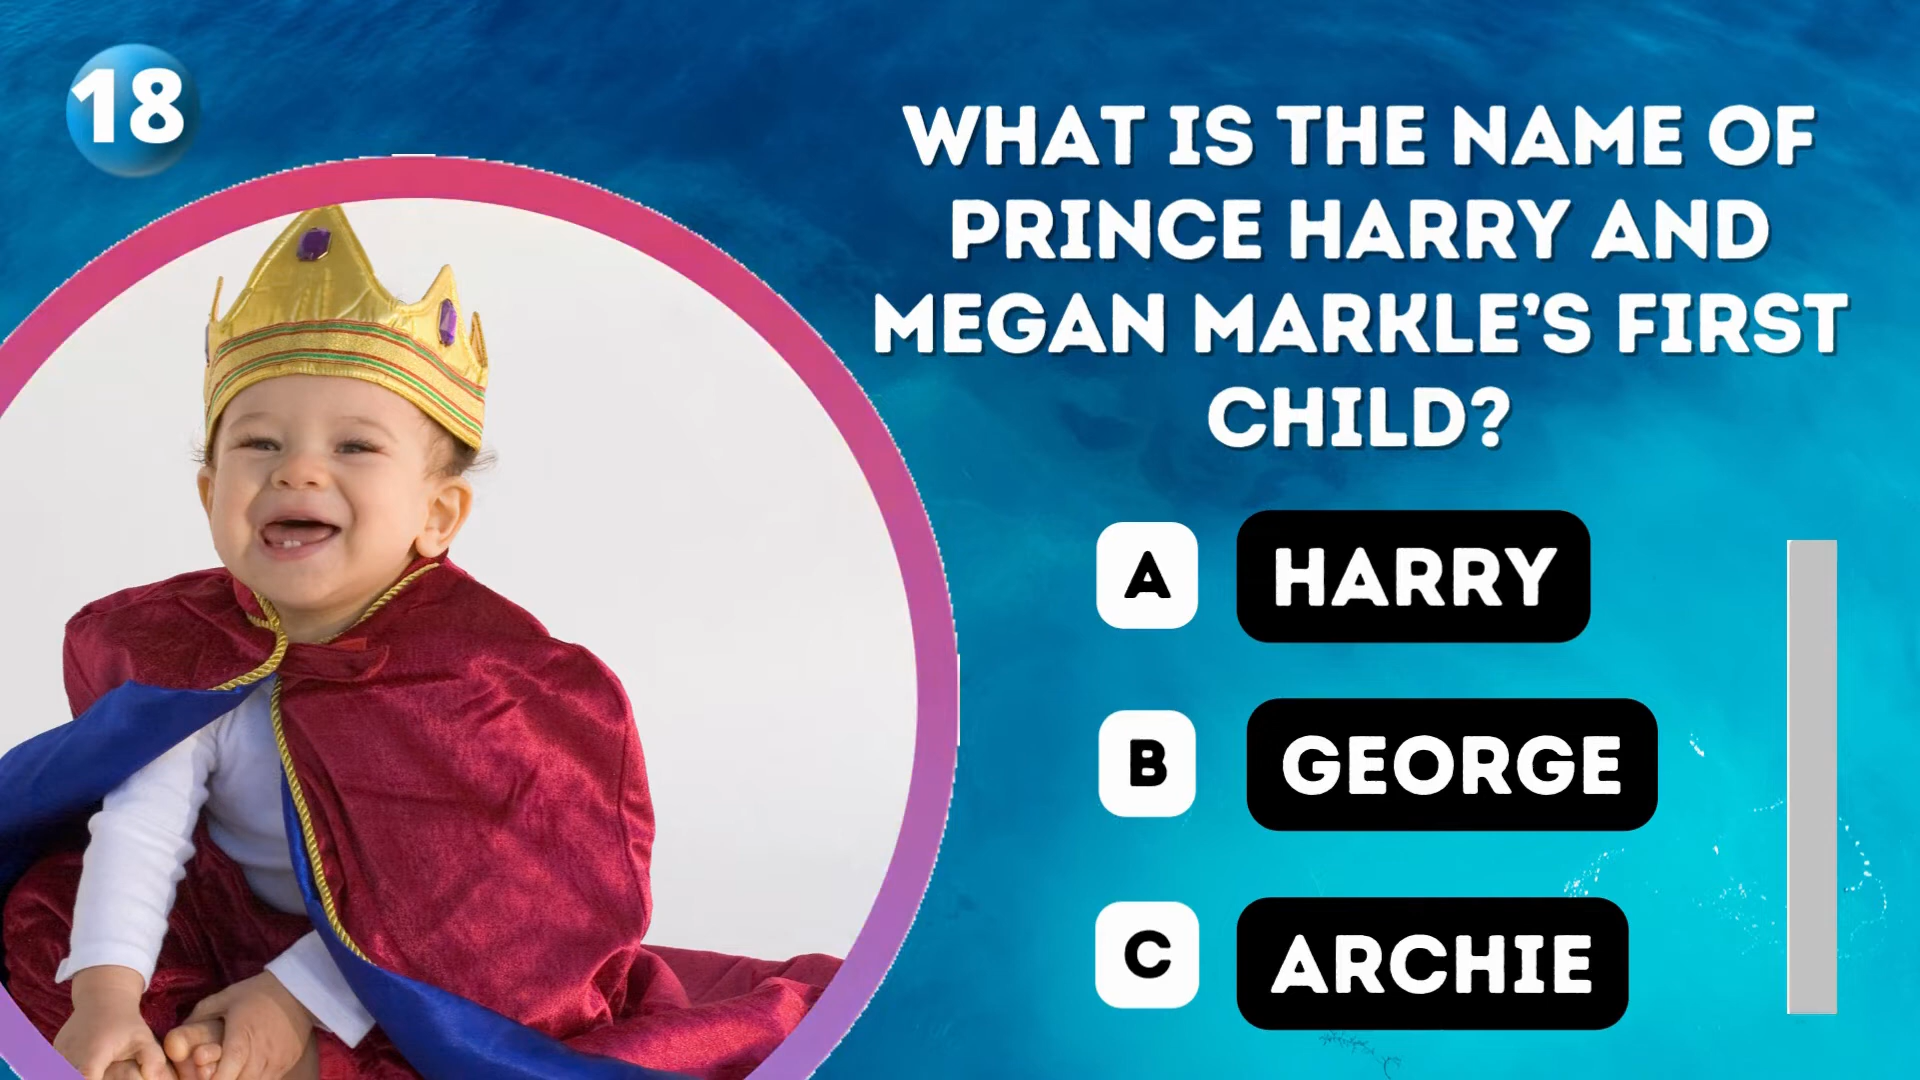 18
WHAT IS THE NAME OF
PRINCE HARRY AND
MEGAN MARKLE'S FIRST
CHILD?
A HARRY
B GEORGE
C ARCHIE